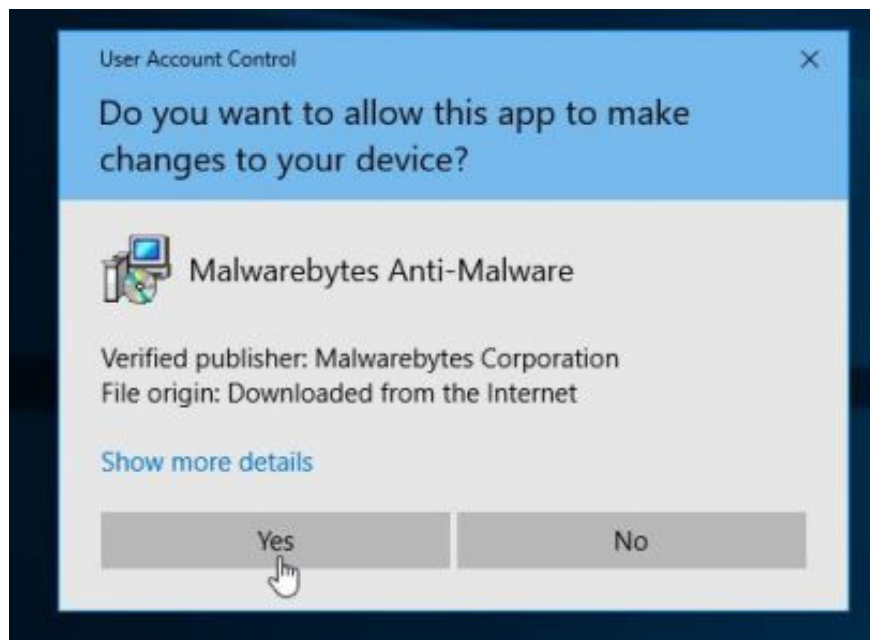 User Account Control
Do you want to allow this app to make
changes to your device?
Malwarebytes Anti-Malware
Verified publisher: Malwarebytes Corporation
File origin: Downloaded from the Internet
Show more details
Yes
No